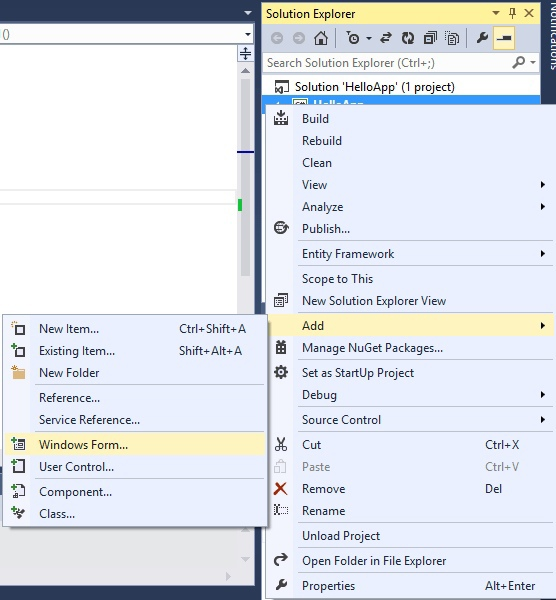 ()
Solution Explorer
Search Solution Explorer (Ctrl+;)
Solution 'HelloApp' (1 project)
HelloApp
Build
Rebuild
Clean
View
Analyze
Publish...
Entity Framework
Scope to This
New Solution Explorer View
Add
Manage NuGet Packages...
Set as StartUp Project
Debug
Source Control
Cut Ctrl+X
Paste Ctrl+V
Remove Del
Rename
Unload Project
Open Folder in File Explorer
Properties Alt+Enter
New Item... Ctrl+Shift+A
Existing Item... Shift+Alt+A
New Folder
Reference...
Service Reference...
Windows Form...
User Control...
Component...
Class...
Notifications